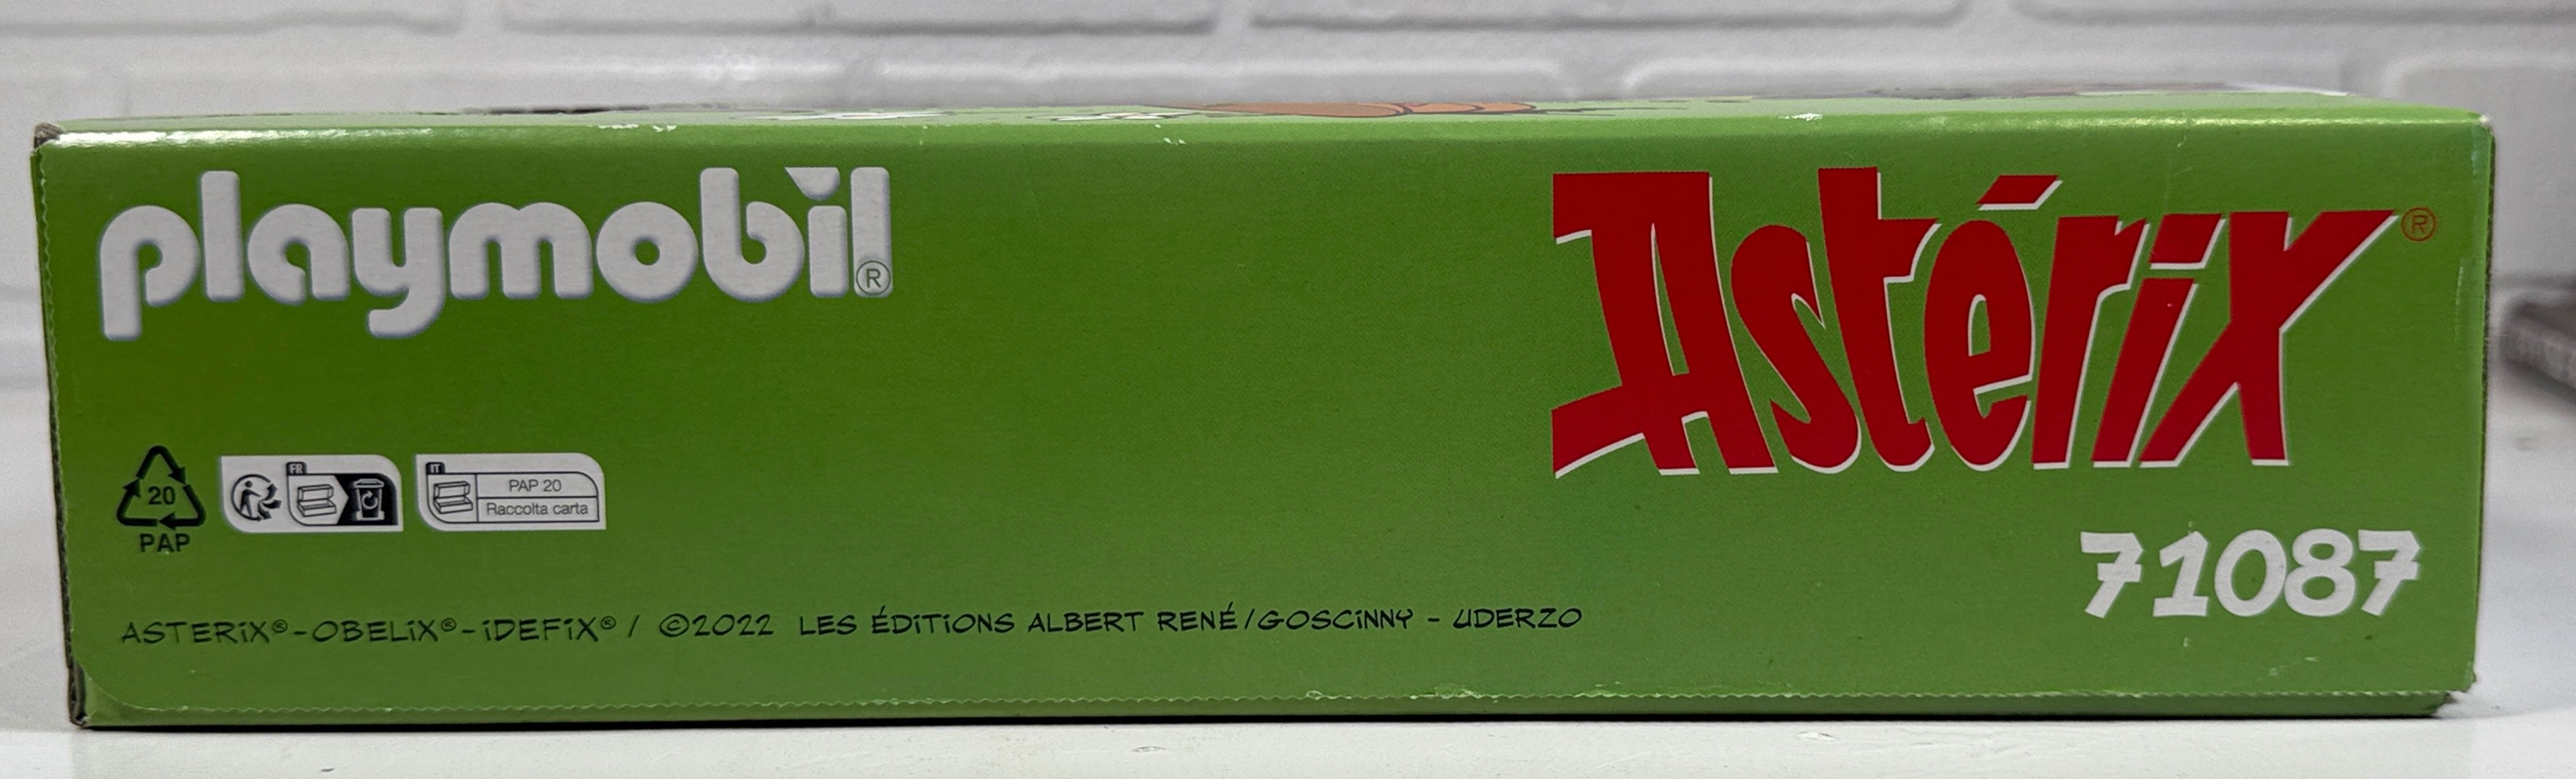 playmobil®
Astérix®
20
PAP
FR
IT
PAP 20
Raccolta carta
71087
ASTERiX®-OBELiX®-iDEFiX® / ©2022 LES ÉDiTiONS ALBERT RENÉ/GOSCiNNY - UDERZO